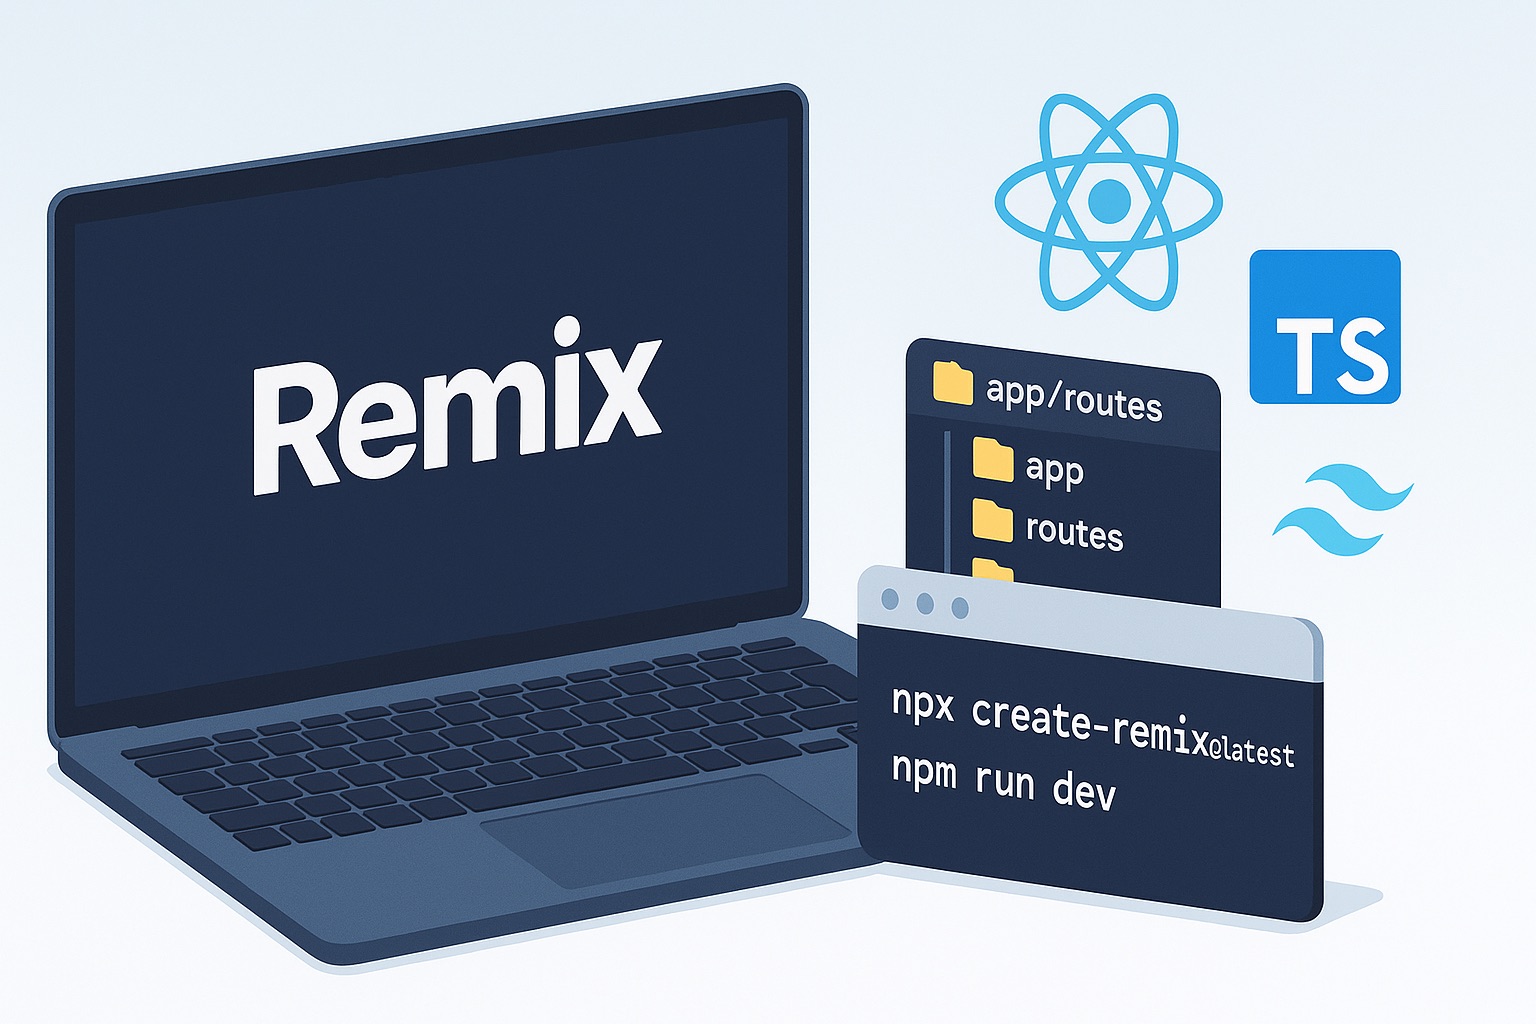 Remix
TS
app/routes
app
routes
npx create-remix@latest
npm run dev